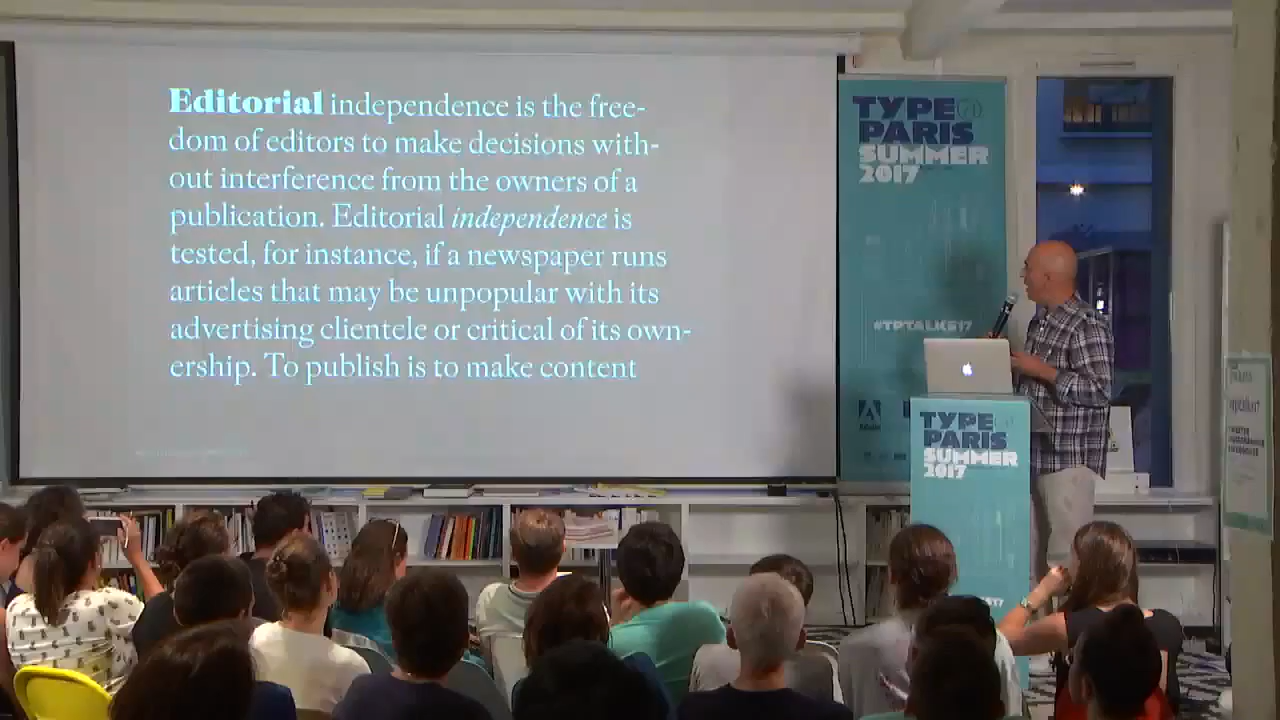 Editorial independence is the free-
dom of editors to make decisions with-
out interference from the owners of a
publication. Editorial independence is
tested, for instance, if a newspaper runs
articles that may be unpopular with its
advertising clientele or critical of its own-
ership. To publish is to make content
TYPE
PARIS
SUMMER
2017
#TPTALKS17
TYPE
PARIS
SUMMER
2017